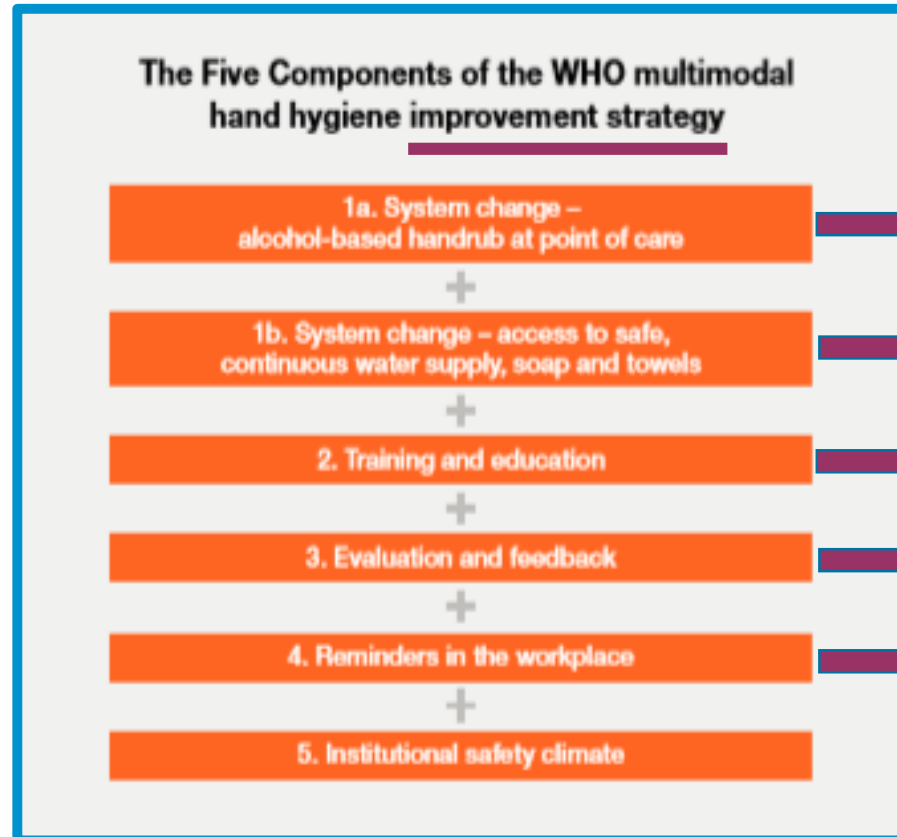 The Five Components of the WHO multimodal
hand hygiene improvement strategy
1a. System change –
alcohol-based handrub at point of care
+
1b. System change – access to safe,
continuous water supply, soap and towels
+
2. Training and education
+
3. Evaluation and feedback
+
4. Reminders in the workplace
+
5. Institutional safety climate